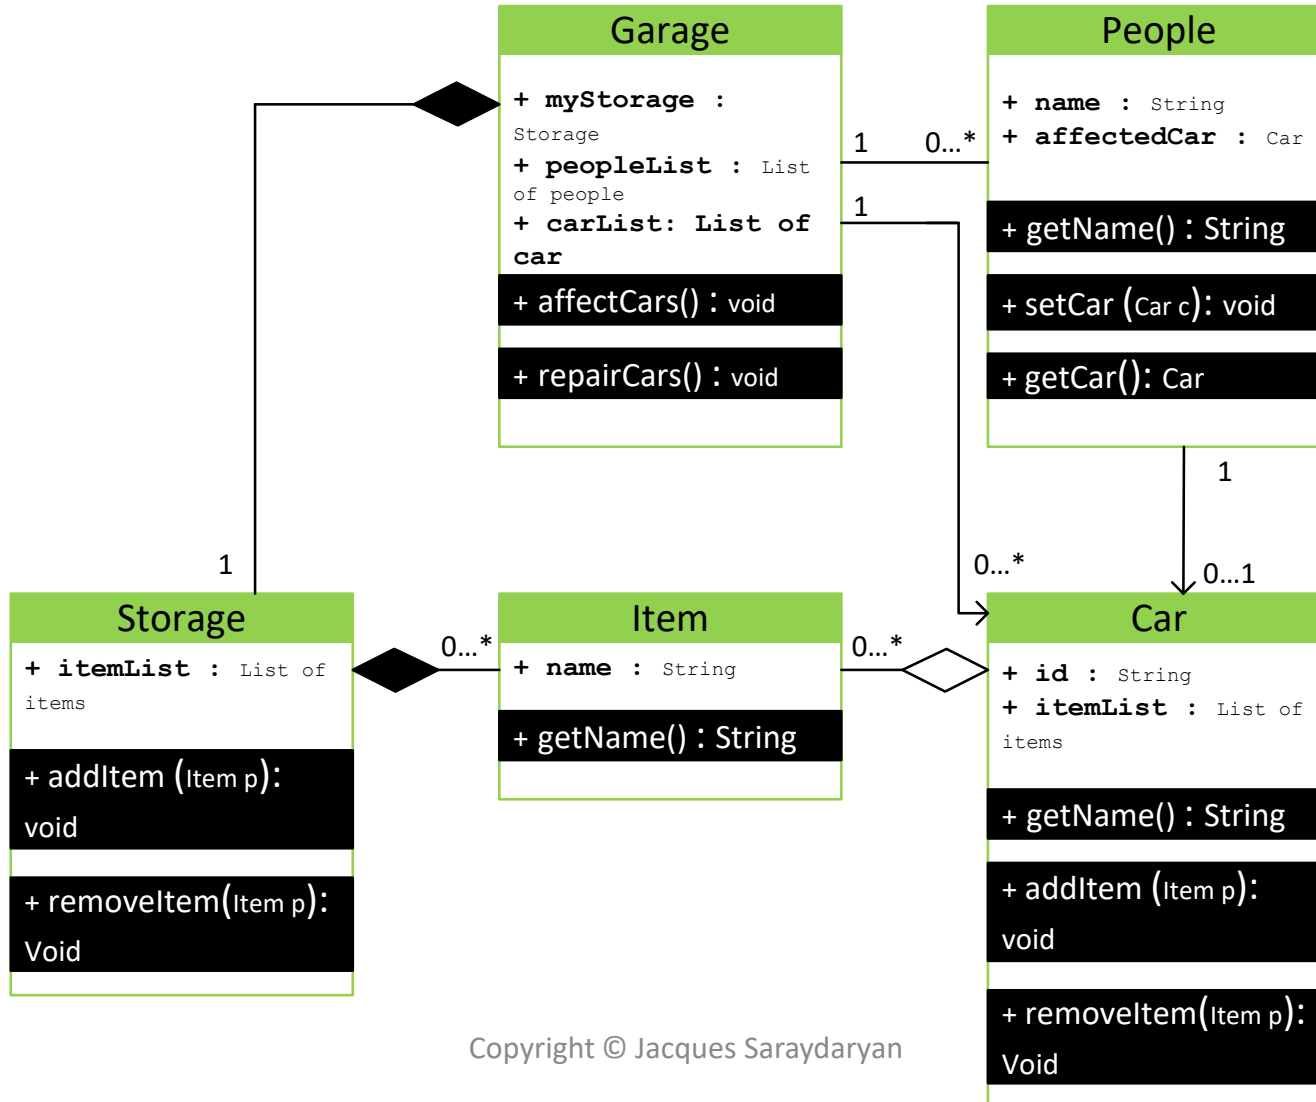 Garage
+ myStorage :
Storage
+ peopleList : List
of people
+ carList: List of
car
+ affectCars() : void
+ repairCars() : void
People
+ name : String
+ affectedCar : Car
+ getName() : String
+ setCar (Car c): void
+ getCar(): Car
1
0...*
1
1
0...*
1
0...1
Storage
+ itemList : List of
items
+ addItem (Item p):
void
+ removeItem(Item p):
Void
0...*
Item
+ name : String
+ getName() : String
0...*
Car
+ id : String
+ itemList : List of
items
+ getName() : String
+ addItem (Item p):
void
+ removeItem(Item p):
Void
Copyright © Jacques Saraydaryan